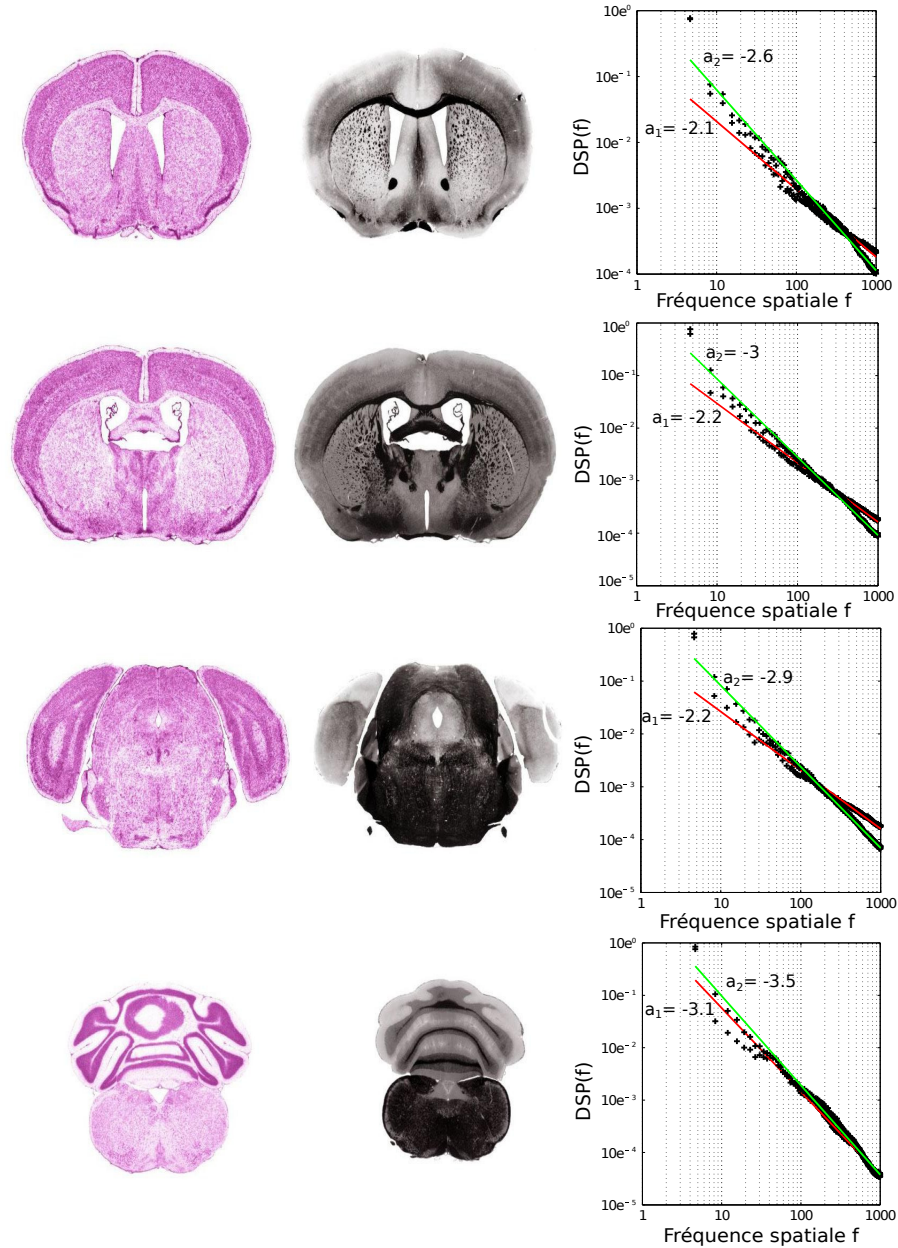 10e⁰
10e⁻¹
10e⁻²
10e⁻³
10e⁻⁴
DSP(f)
a₂= -2.6
a₁= -2.1
1 10 100 1000
Fréquence spatiale f
10e⁰
10e⁻¹
10e⁻²
10e⁻³
10e⁻⁴
10e⁻⁵
DSP(f)
a₂= -3
a₁= -2.2
1 10 100 1000
Fréquence spatiale f
10e⁰
10e⁻¹
10e⁻²
10e⁻³
10e⁻⁴
10e⁻⁵
DSP(f)
a₂= -2.9
a₁= -2.2
1 10 100 1000
Fréquence spatiale f
10e⁰
10e⁻¹
10e⁻²
10e⁻³
10e⁻⁴
10e⁻⁵
DSP(f)
a₂= -3.5
a₁= -3.1
1 10 100 1000
Fréquence spatiale f